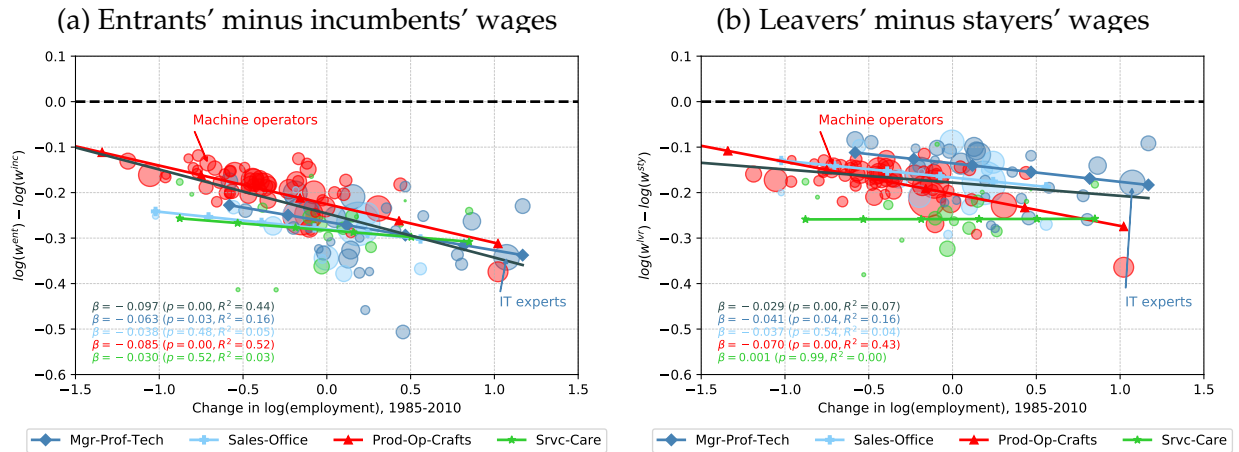 (a) Entrants’ minus incumbents’ wages
0.1
0.0
−0.1
−0.2
−0.3
−0.4
−0.5
−0.6
log(w^ent) − log(w^inc)
Machine operators
IT experts
β = −0.097 (p = 0.00, R² = 0.44)
β = −0.063 (p = 0.03, R² = 0.16)
β = −0.038 (p = 0.48, R² = 0.05)
β = −0.085 (p = 0.00, R² = 0.52)
β = −0.030 (p = 0.52, R² = 0.03)
−1.5 −1.0 −0.5 0.0 0.5 1.0 1.5
Change in log(employment), 1985-2010
Mgr-Prof-Tech Sales-Office Prod-Op-Crafts Srvc-Care
(b) Leavers’ minus stayers’ wages
0.1
0.0
−0.1
−0.2
−0.3
−0.4
−0.5
−0.6
log(w^lvr) − log(w^sty)
Machine operators
IT experts
β = −0.029 (p = 0.00, R² = 0.07)
β = −0.041 (p = 0.04, R² = 0.16)
β = −0.037 (p = 0.54, R² = 0.04)
β = −0.070 (p = 0.00, R² = 0.43)
β = 0.001 (p = 0.99, R² = 0.00)
−1.5 −1.0 −0.5 0.0 0.5 1.0 1.5
Change in log(employment), 1985-2010
Mgr-Prof-Tech Sales-Office Prod-Op-Crafts Srvc-Care